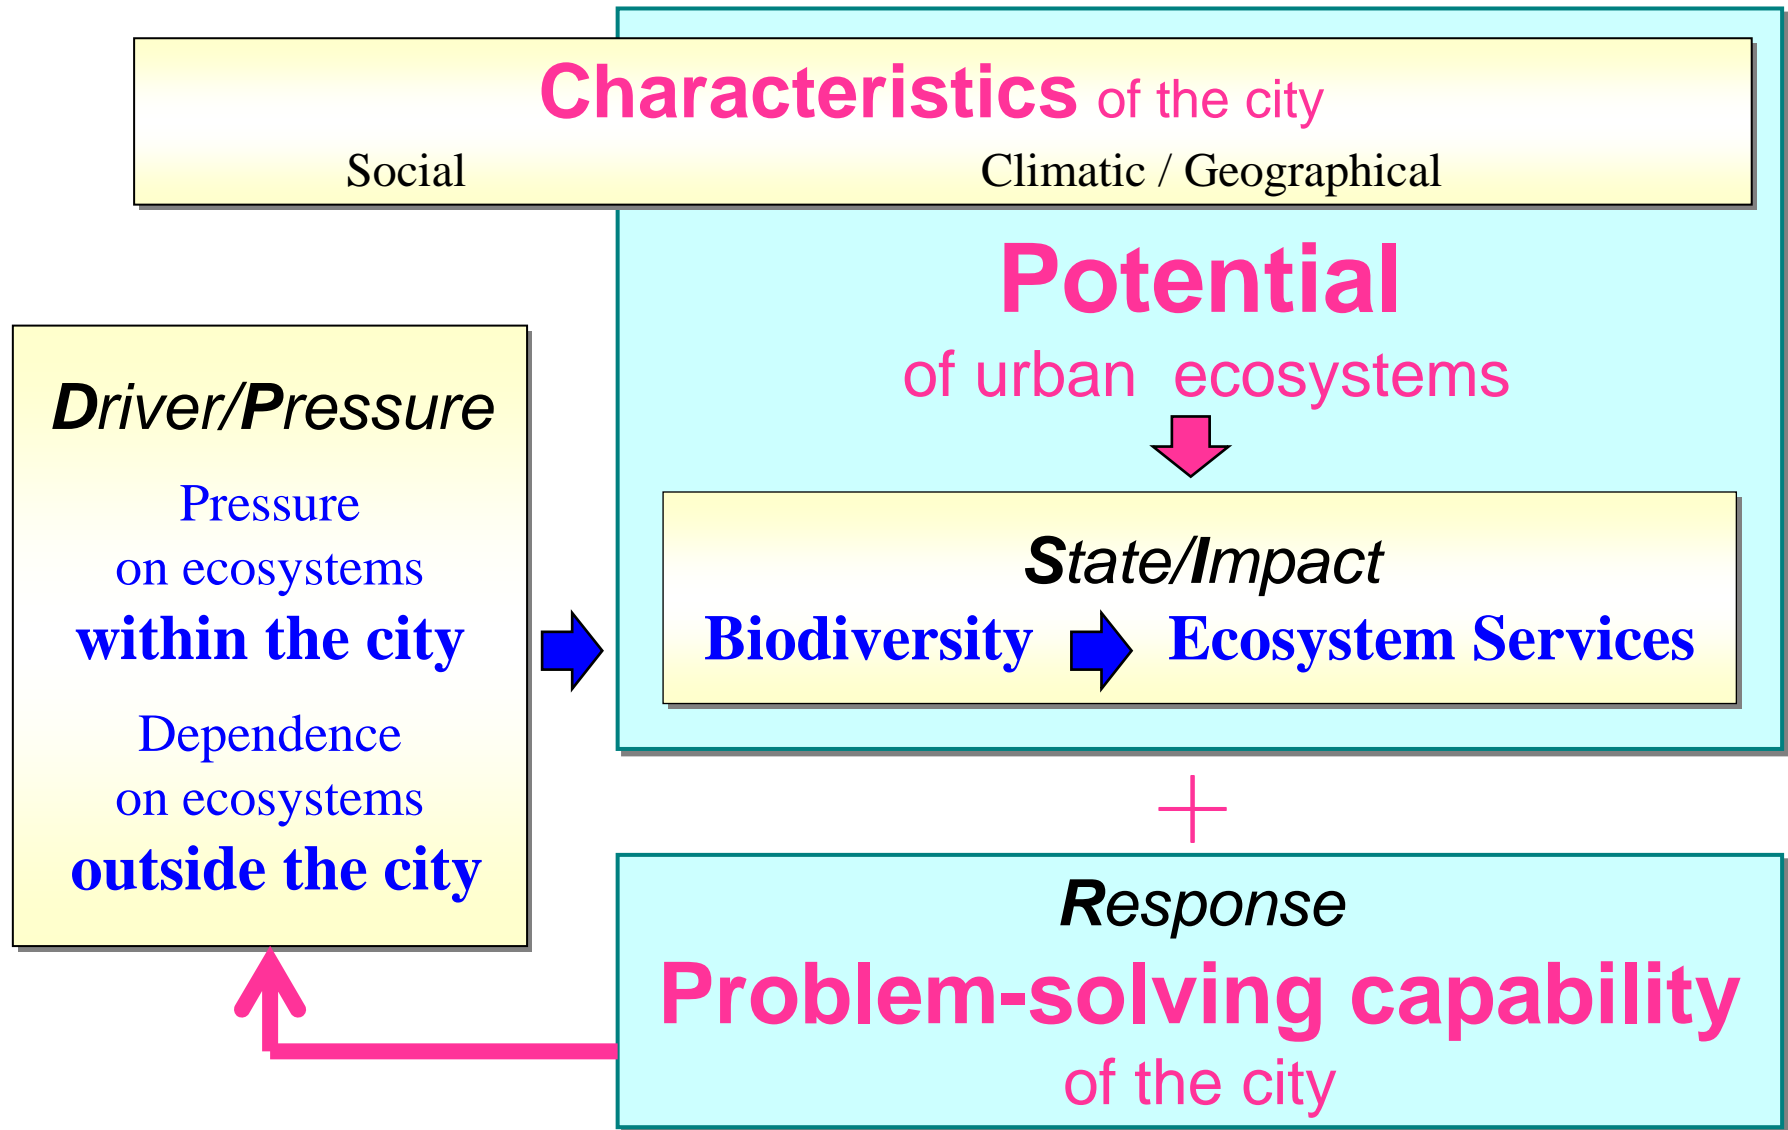 Characteristics of the city
Social Climatic / Geographical
Potential
of urban ecosystems
Driver/Pressure
Pressure
on ecosystems
within the city
Dependence
on ecosystems
outside the city
State/Impact
Biodiversity Ecosystem Services
+
Response
Problem-solving capability
of the city